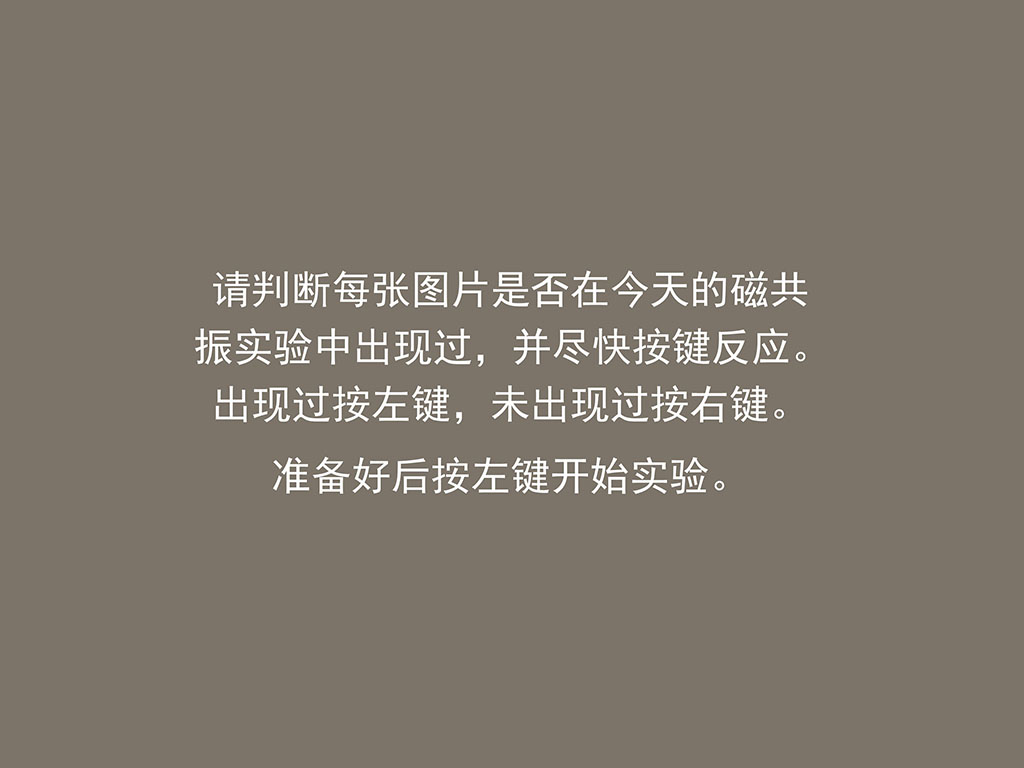 请判断每张图片是否在今天的磁共
振实验中出现过，并尽快按键反应。
出现过按左键，未出现过按右键。
准备好后按左键开始实验。